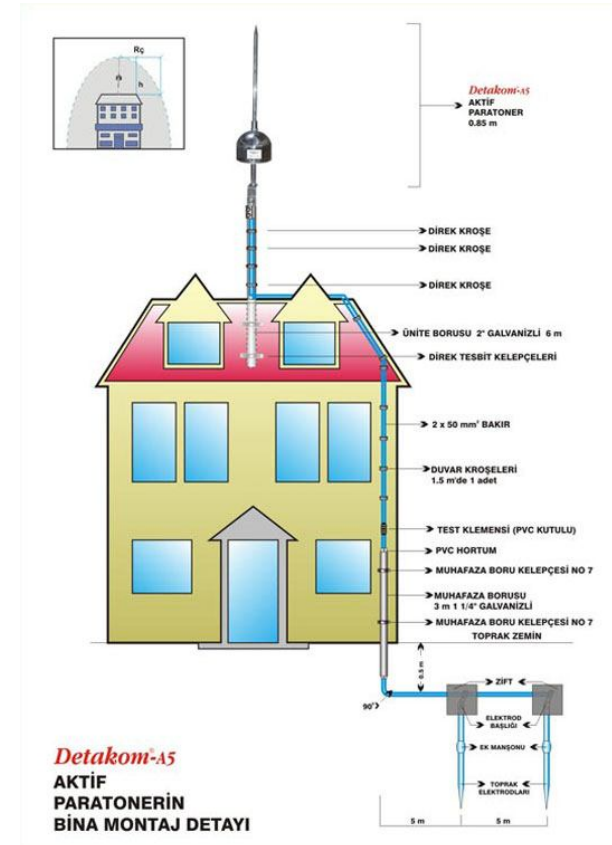 Rç
h
Detakom®-A5
AKTİF
PARATONER
0.85 m
DİREK KROŞE
DİREK KROŞE
DİREK KROŞE
ÜNİTE BORUSU 2" GALVANİZLİ 6 m
DİREK TESBİT KELEPÇELERİ
2 x 50 mm² BAKIR
DUVAR KROŞELERİ
1.5 m'de 1 adet
TEST KLEMENSİ (PVC KUTULU)
PVC HORTUM
MUHAFAZA BORU KELEPÇESİ NO 7
MUHAFAZA BORUSU
3 m 1 1/4" GALVANİZLİ
MUHAFAZA BORU KELEPÇESİ NO 7
TOPRAK ZEMİN
0.5 m
90°
ZİFT
ELEKTROD
BAŞLIĞI
EK MANŞONU
TOPRAK
ELEKTRODLARI
5 m
5 m
Detakom®-A5
AKTİF
PARATONERİN
BİNA MONTAJ DETAYI